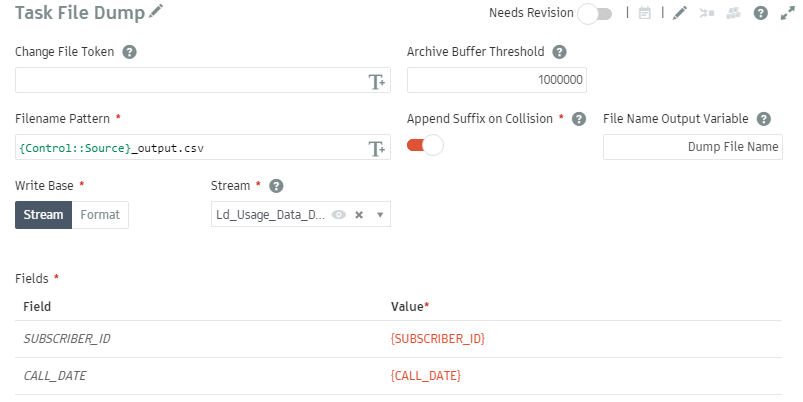 Task File Dump
Needs Revision
Change File Token
Archive Buffer Threshold
1000000
Filename Pattern *
Append Suffix on Collision *
File Name Output Variable
{Control::Source}_output.csv
Dump File Name
Write Base *
Stream *
Stream
Format
Ld_Usage_Data_D...
Fields *
Field
Value*
SUBSCRIBER_ID
{SUBSCRIBER_ID}
CALL_DATE
{CALL_DATE}